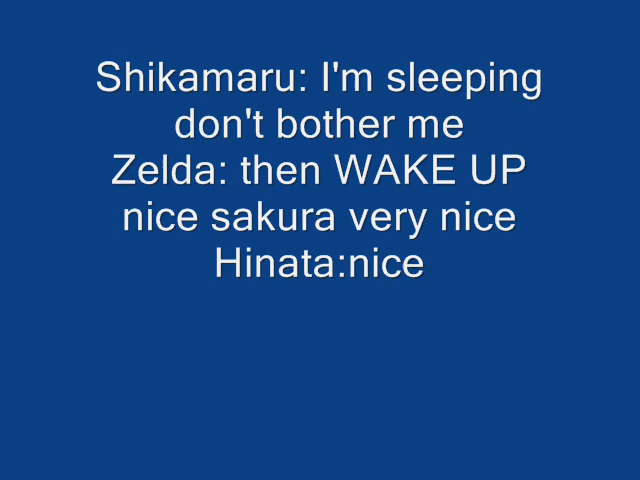 Shikamaru: I'm sleeping
don't bother me
Zelda: then WAKE UP
nice sakura very nice
Hinata:nice